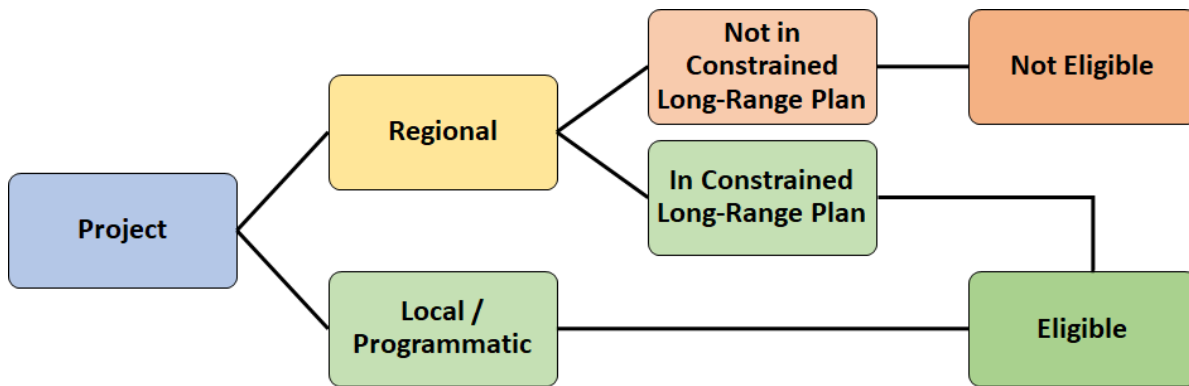 Not in
Constrained
Long-Range Plan
Not Eligible
Regional
In Constrained
Long-Range Plan
Project
Local /
Programmatic
Eligible